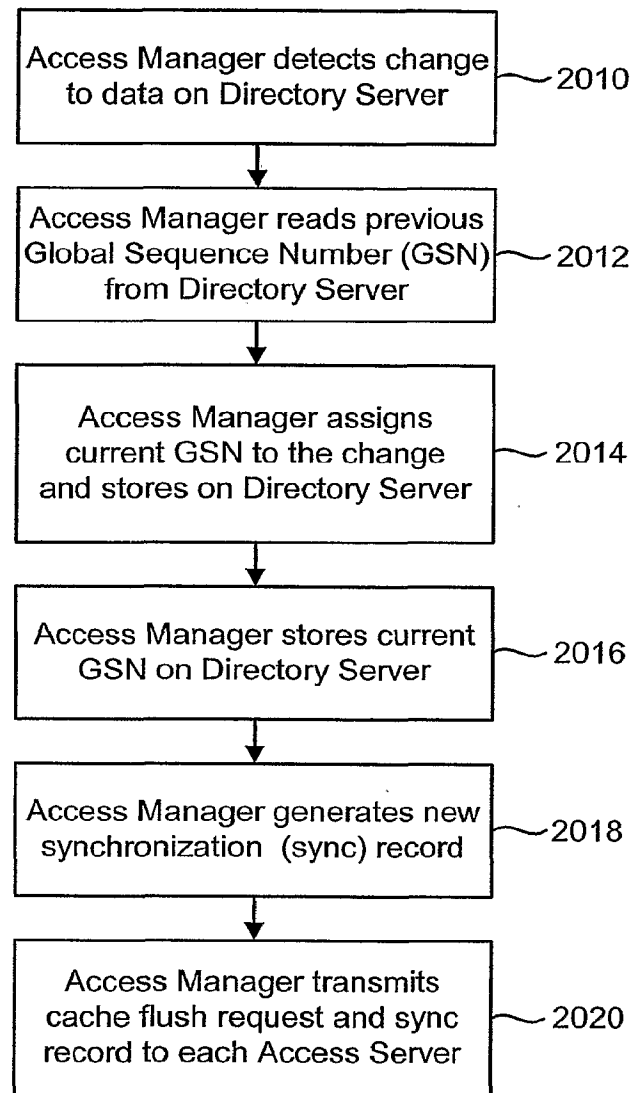 Access Manager detects change
to data on Directory Server
2010
Access Manager reads previous
Global Sequence Number (GSN)
from Directory Server
2012
Access Manager assigns
current GSN to the change
and stores on Directory Server
2014
Access Manager stores current
GSN on Directory Server
2016
Access Manager generates new
synchronization (sync) record
2018
Access Manager transmits
cache flush request and sync
record to each Access Server
2020